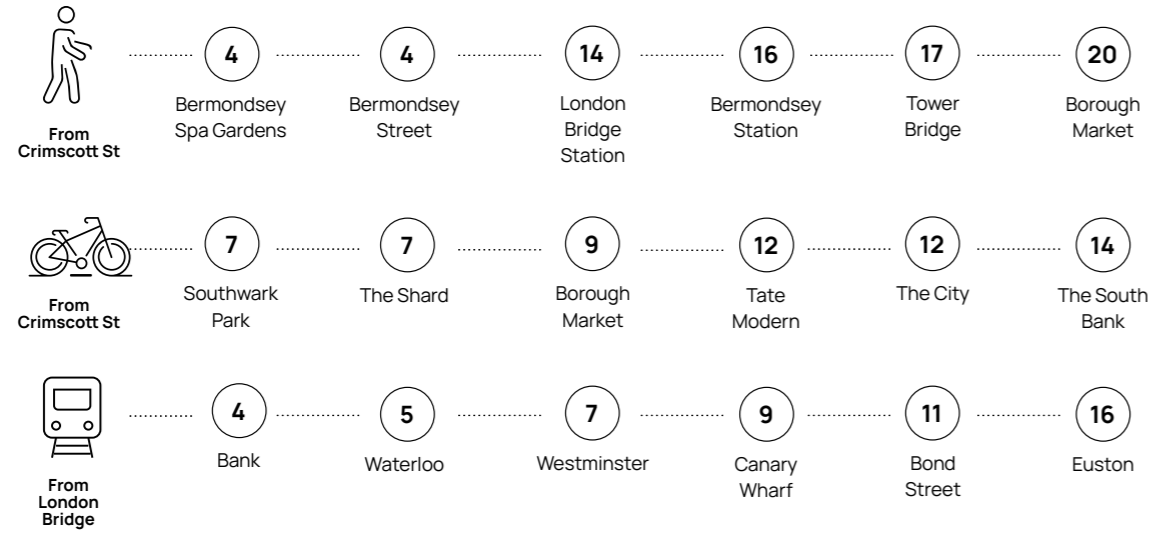 From
Crimscott St
4
Bermondsey
Spa Gardens
4
Bermondsey
Street
14
London
Bridge
Station
16
Bermondsey
Station
17
Tower
Bridge
20
Borough
Market
From
Crimscott St
7
Southwark
Park
7
The Shard
9
Borough
Market
12
Tate
Modern
12
The City
14
The South
Bank
From
London
Bridge
4
Bank
5
Waterloo
7
Westminster
9
Canary
Wharf
11
Bond
Street
16
Euston